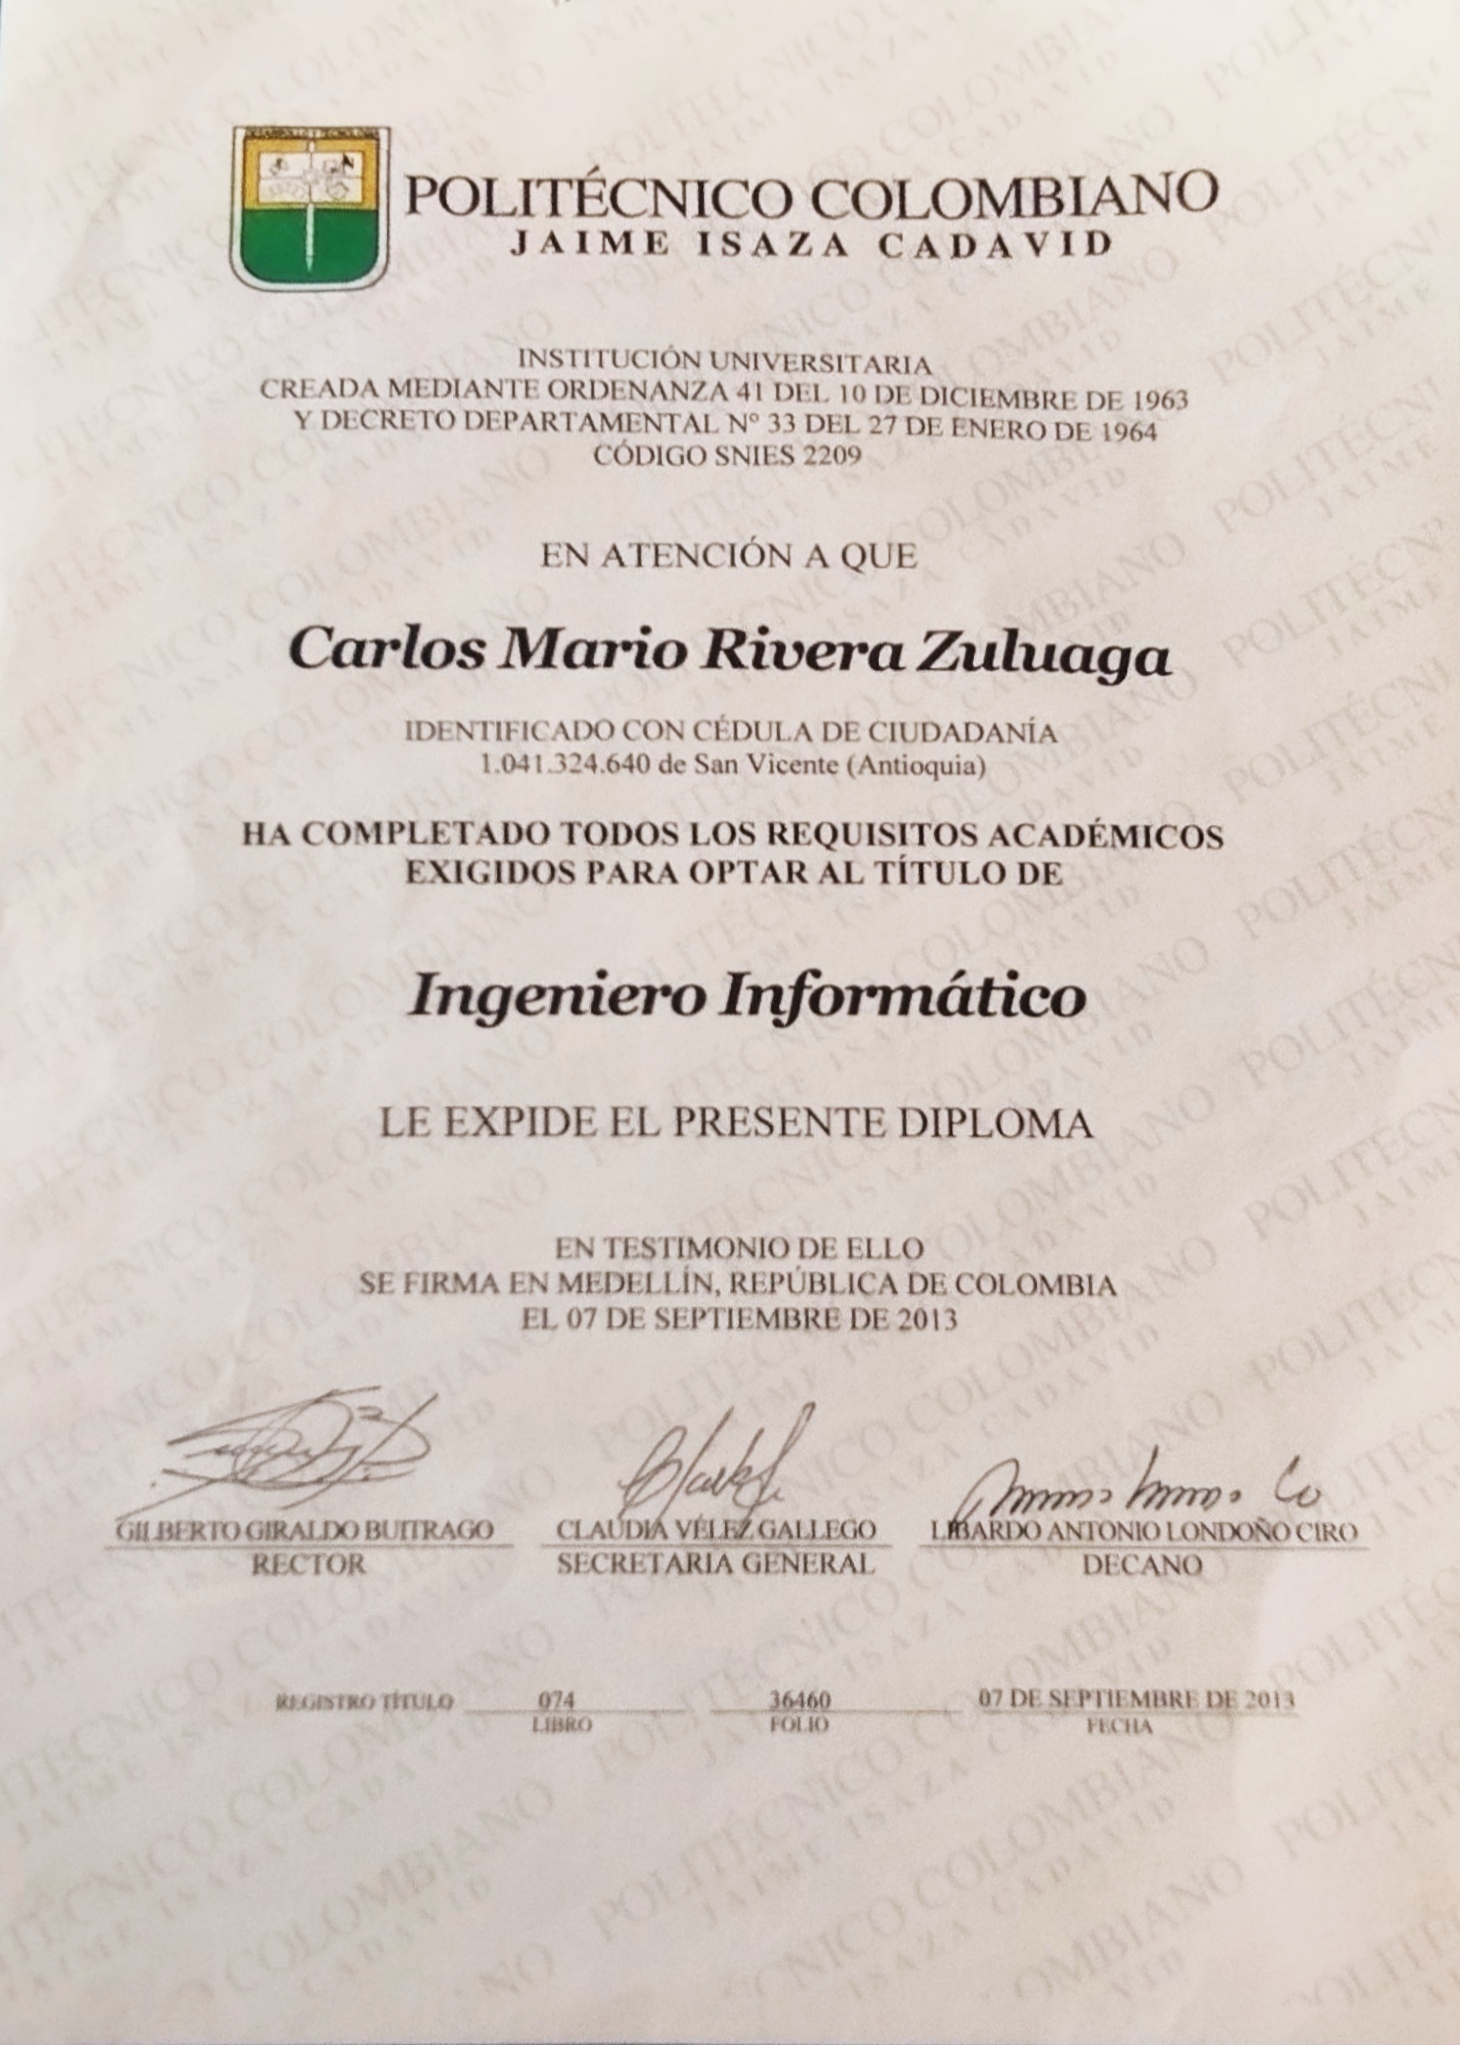 DESARROLLO Y TECNOLOGÍA
POLITÉCNICO COLOMBIANO
JAIME ISAZA CADAVID
INSTITUCIÓN UNIVERSITARIA
CREADA MEDIANTE ORDENANZA 41 DEL 10 DE DICIEMBRE DE 1963
Y DECRETO DEPARTAMENTAL Nº 33 DEL 27 DE ENERO DE 1964
CÓDIGO SNIES 2209
EN ATENCIÓN A QUE
Carlos Mario Rivera Zuluaga
IDENTIFICADO CON CÉDULA DE CIUDADANÍA
1.041.324.640 de San Vicente (Antioquia)
HA COMPLETADO TODOS LOS REQUISITOS ACADÉMICOS
EXIGIDOS PARA OPTAR AL TÍTULO DE
Ingeniero Informático
LE EXPIDE EL PRESENTE DIPLOMA
EN TESTIMONIO DE ELLO
SE FIRMA EN MEDELLÍN, REPÚBLICA DE COLOMBIA
EL 07 DE SEPTIEMBRE DE 2013
GILBERTO GIRALDO BUITRAGO CLAUDIA VÉLEZ GALLEGO LIBARDO ANTONIO LONDOÑO CIRO
RECTOR SECRETARIA GENERAL DECANO
REGISTRO TÍTULO 074 36460 07 DE SEPTIEMBRE DE 2013
LIBRO FOLIO FECHA